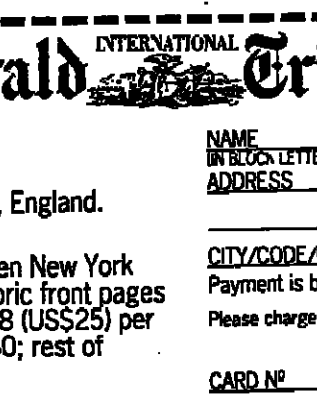 INTERNATIONAL
ald Tri
, England.
en New York
oric front pages
8 (US$25) per
0; rest of
NAME
(IN BLOCK LETTE
ADDRESS
CITY/CODE/
Payment is b
Please charge
CARD Nº